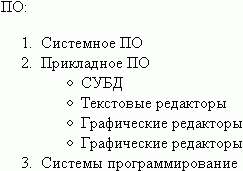 ПО:
1. Системное ПО
2. Прикладное ПО
○ СУБД
○ Текстовые редакторы
○ Графические редакторы
○ Графические редакторы
3. Системы программирование